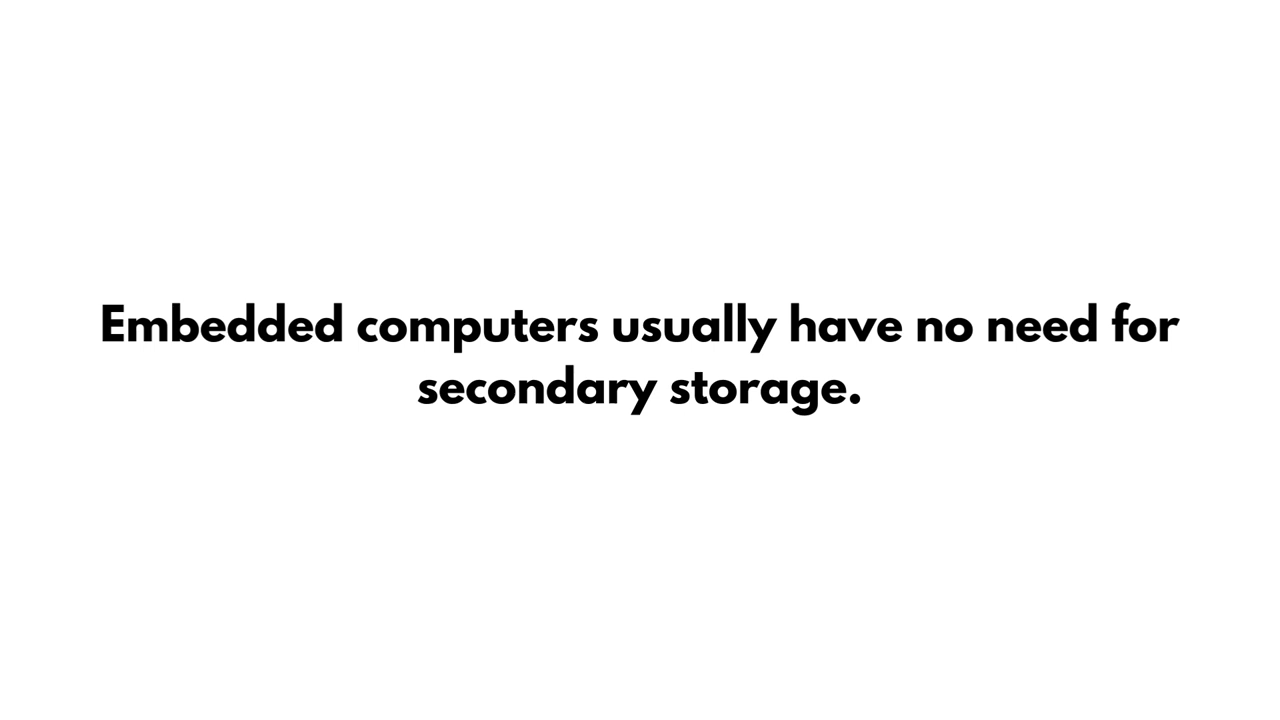 Embedded computers usually have no need for
secondary storage.